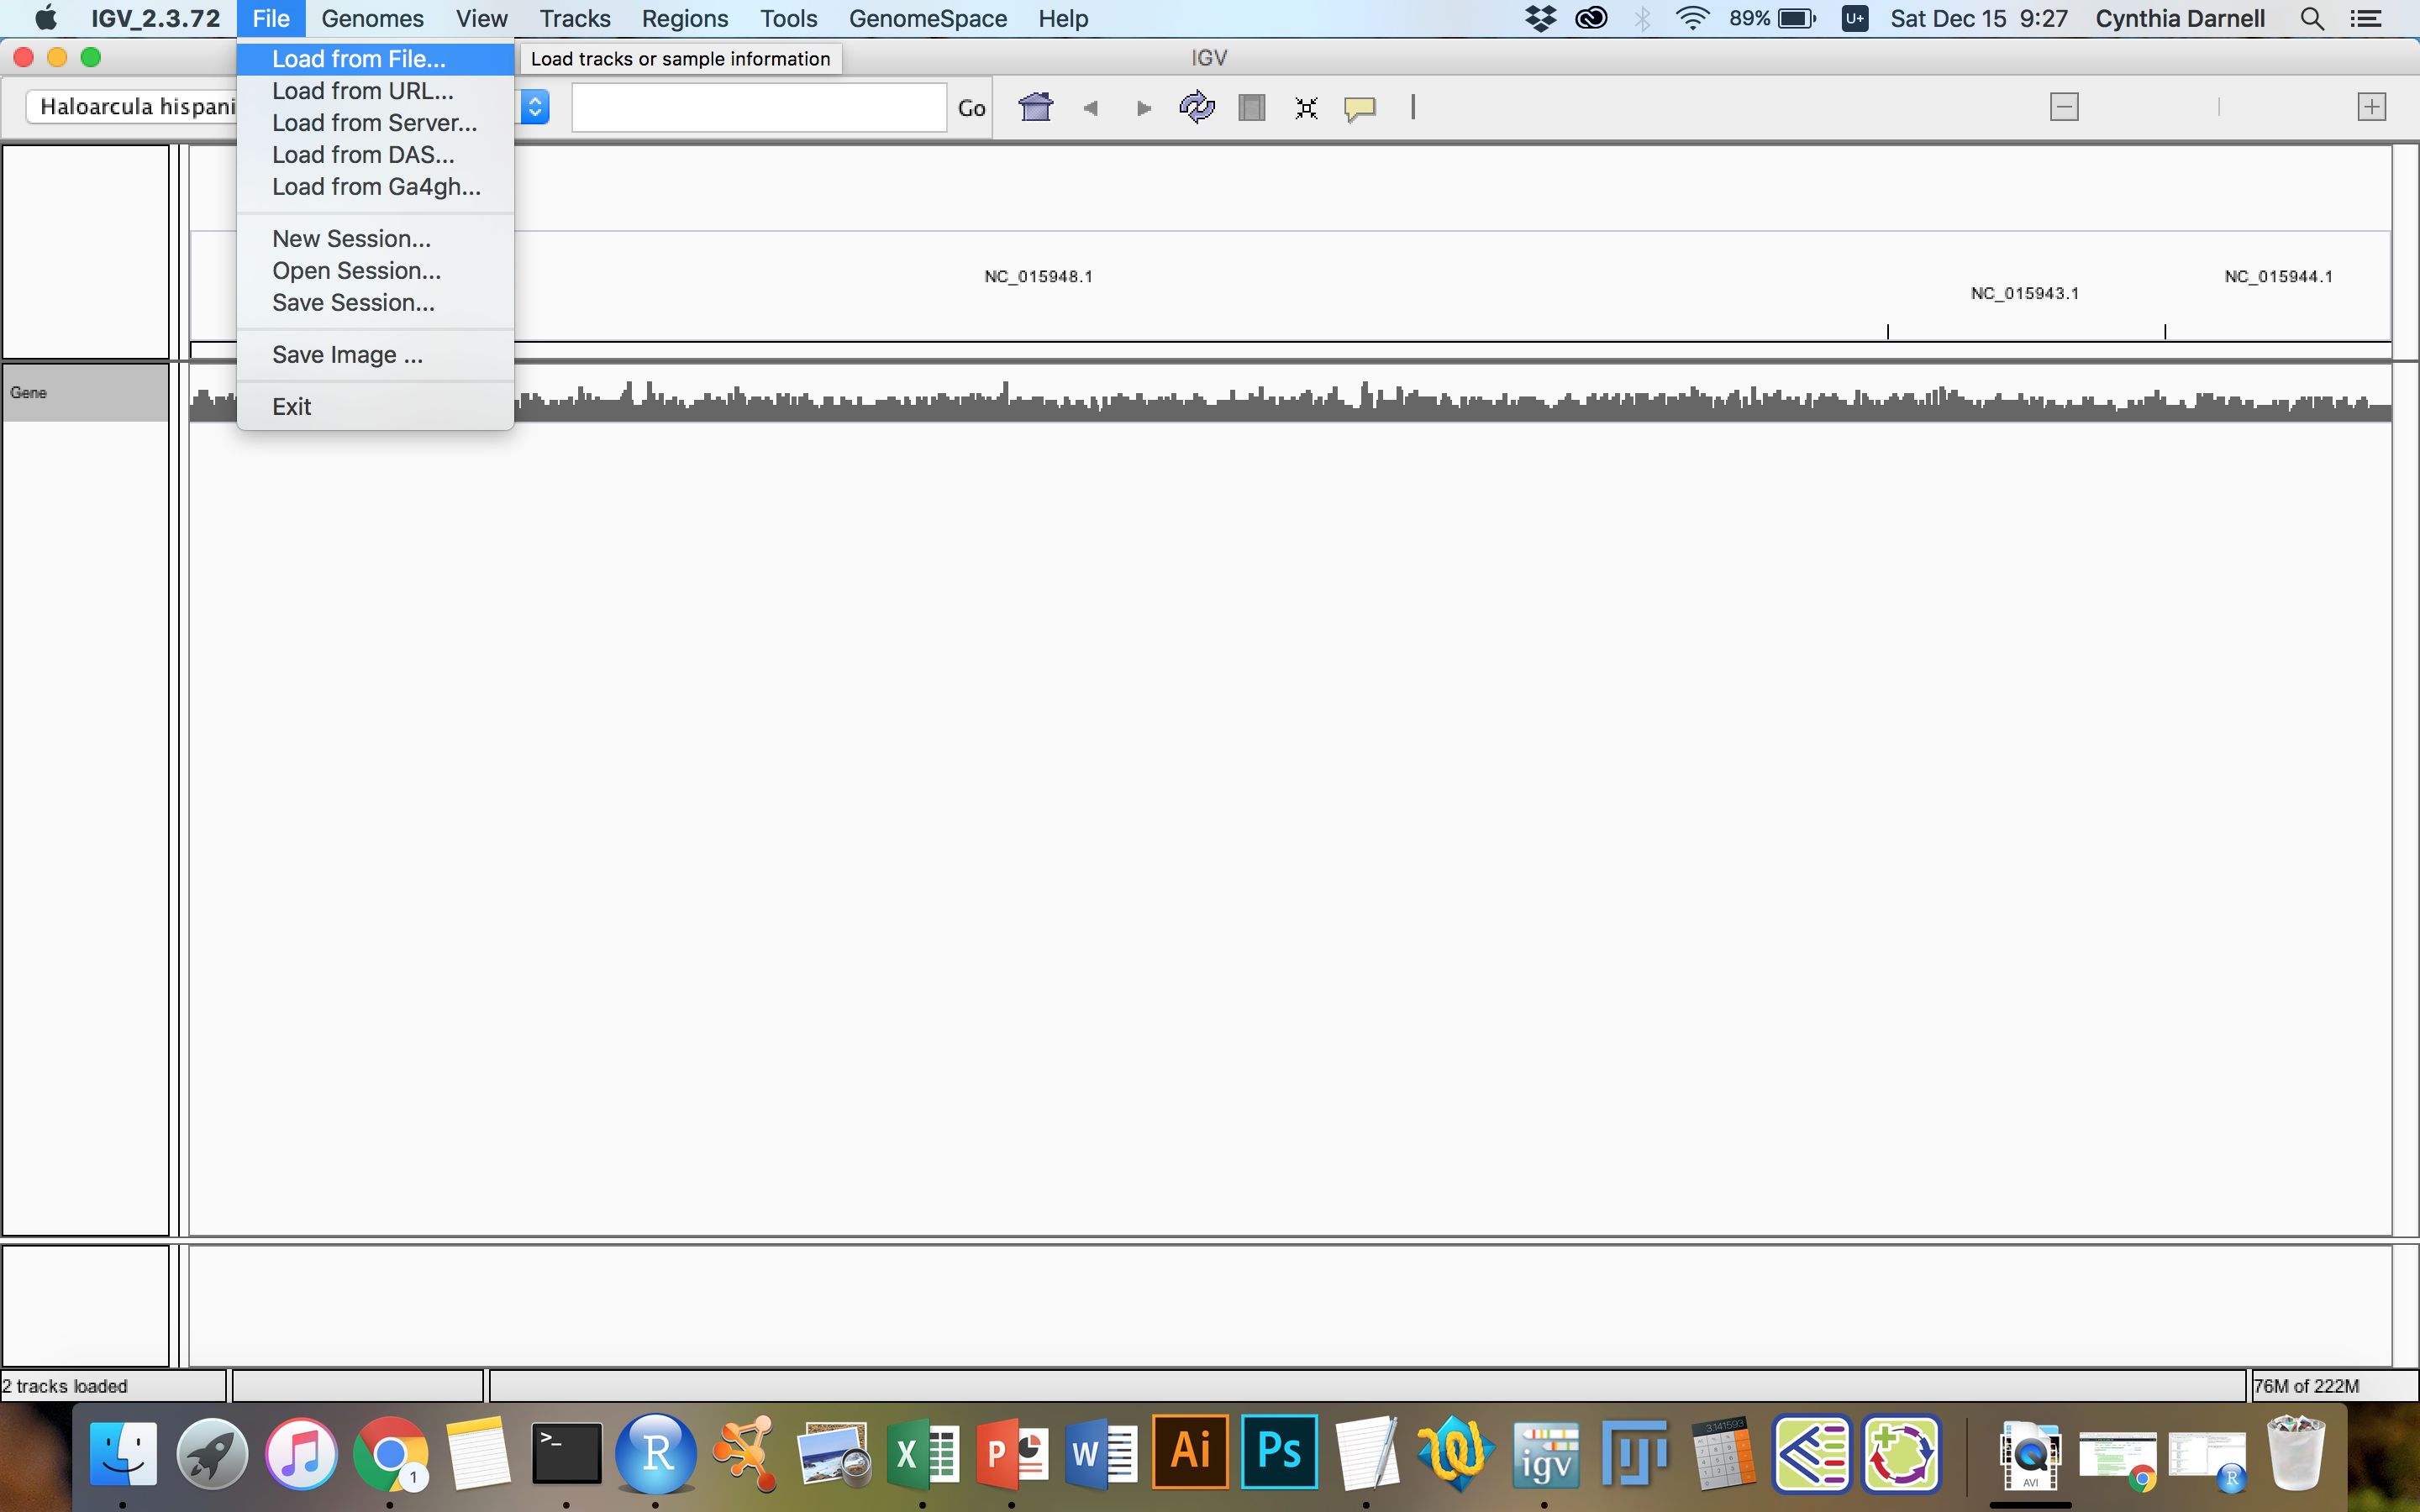 IGV_2.3.72 File Genomes View Tracks Regions Tools GenomeSpace Help 89% U+ Sat Dec 15 9:27 Cynthia Darnell
Load from File... Load tracks or sample information IGV
Haloarcula hispani Load from URL... Go
Load from Server...
Load from DAS...
Load from Ga4gh...
New Session...
Open Session...
Save Session...
Save Image ...
Exit
NC_015948.1 NC_015943.1 NC_015944.1
Gene
2 tracks loaded 76M of 222M
1 >_ R X P W Ai Ps igv 3.141593 AVI R